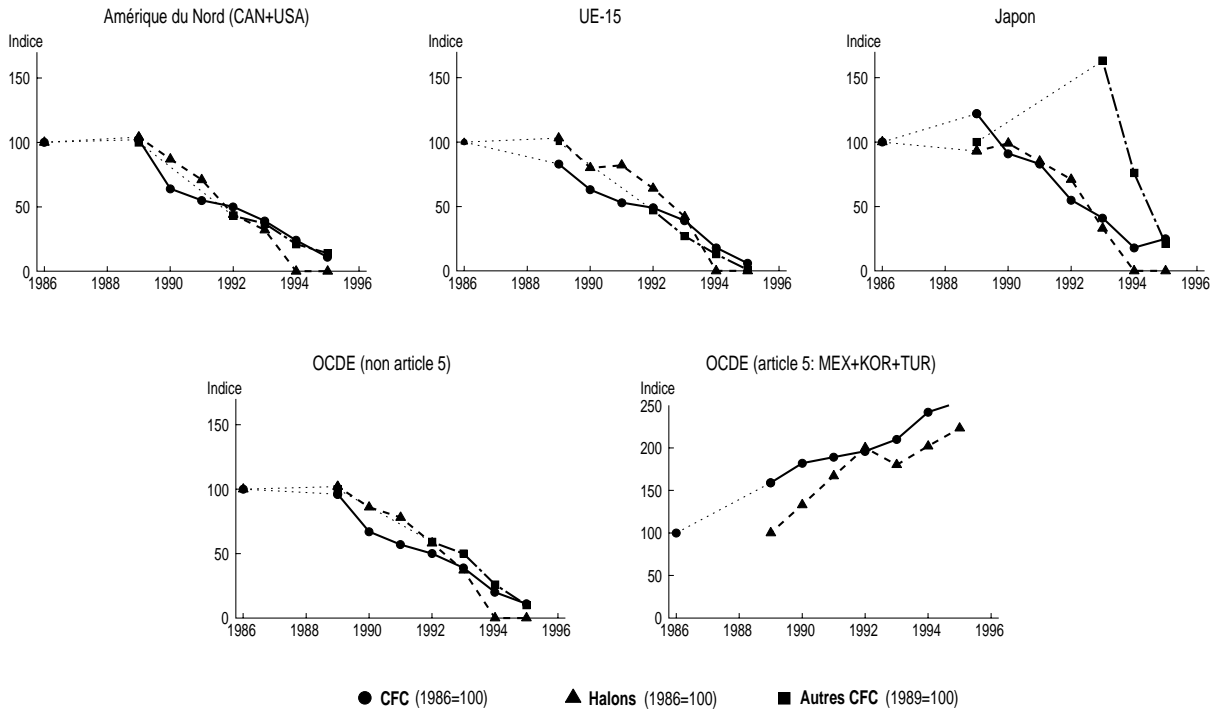 Amérique du Nord (CAN+USA)
Indice
150
100
50
0
1986 1988 1990 1992 1994 1996
UE-15
Indice
150
100
50
0
1986 1988 1990 1992 1994 1996
Japon
Indice
150
100
50
0
1986 1988 1990 1992 1994 1996
OCDE (non article 5)
Indice
150
100
50
0
1986 1988 1990 1992 1994 1996
OCDE (article 5: MEX+KOR+TUR)
Indice
250
200
150
100
50
0
1986 1988 1990 1992 1994 1996
CFC (1986=100) Halons (1986=100) Autres CFC (1989=100)